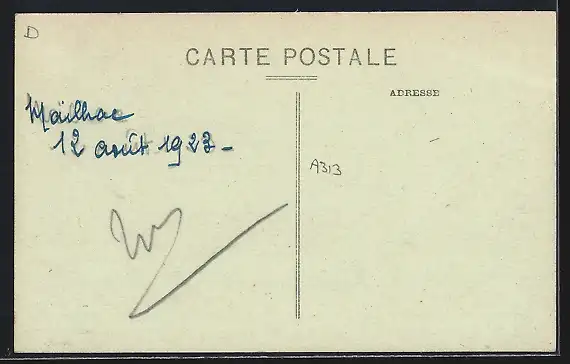 D
CARTE POSTALE
ADRESSE
Mailhac
12 août 1923 -
A313